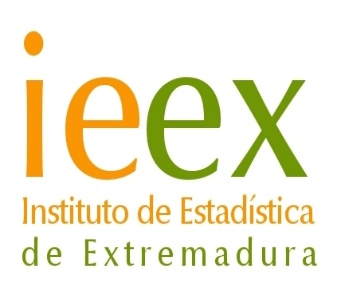 ieex
Instituto de Estadística
de Extremadura